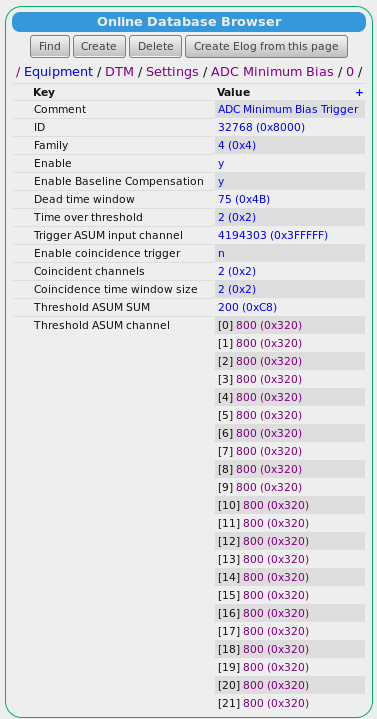 Online Database Browser
Find Create Delete Create Elog from this page
/ Equipment / DTM / Settings / ADC Minimum Bias / 0 /
Key Value +
Comment ADC Minimum Bias Trigger
ID 32768 (0x8000)
Family 4 (0x4)
Enable y
Enable Baseline Compensation y
Dead time window 75 (0x4B)
Time over threshold 2 (0x2)
Trigger ASUM input channel 4194303 (0x3FFFFF)
Enable coincidence trigger n
Coincident channels 2 (0x2)
Coincidence time window size 2 (0x2)
Threshold ASUM SUM 200 (0xC8)
Threshold ASUM channel [0] 800 (0x320)
[1] 800 (0x320)
[2] 800 (0x320)
[3] 800 (0x320)
[4] 800 (0x320)
[5] 800 (0x320)
[6] 800 (0x320)
[7] 800 (0x320)
[8] 800 (0x320)
[9] 800 (0x320)
[10] 800 (0x320)
[11] 800 (0x320)
[12] 800 (0x320)
[13] 800 (0x320)
[14] 800 (0x320)
[15] 800 (0x320)
[16] 800 (0x320)
[17] 800 (0x320)
[18] 800 (0x320)
[19] 800 (0x320)
[20] 800 (0x320)
[21] 800 (0x320)